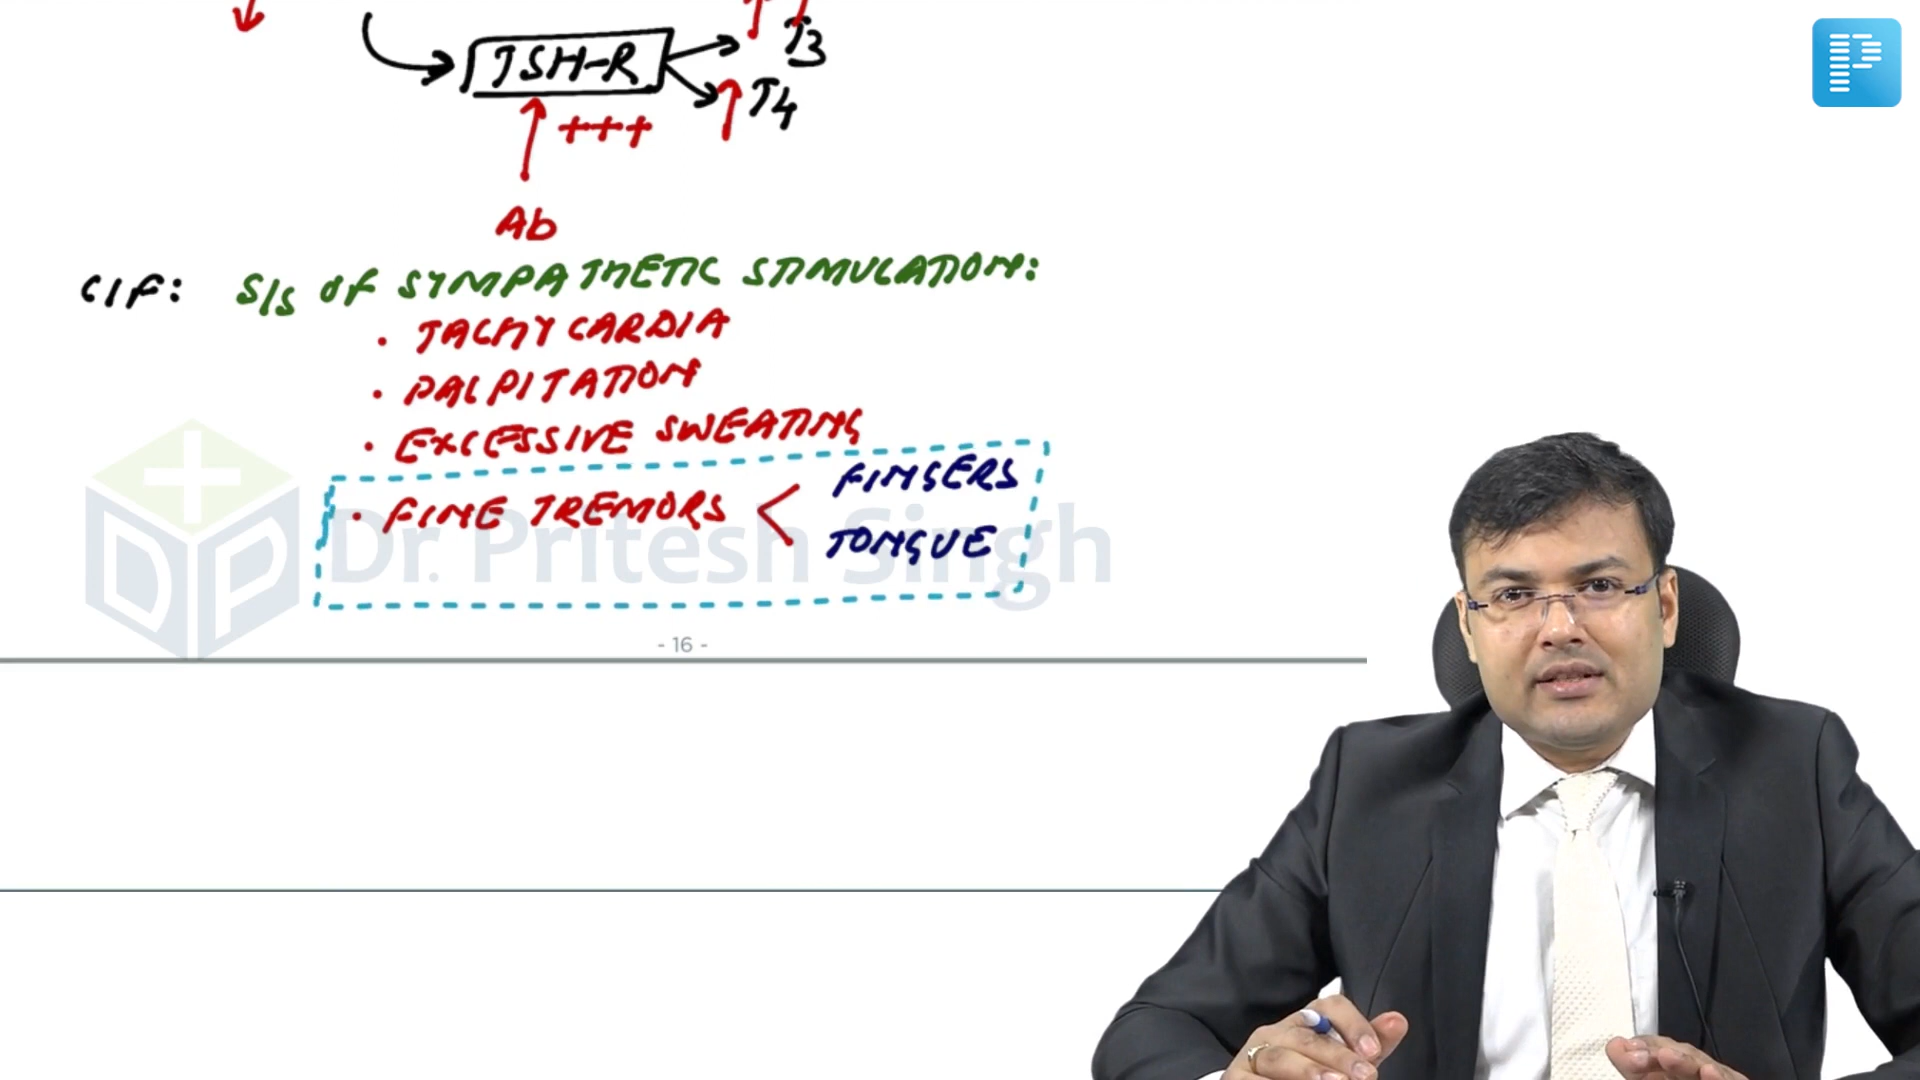 T3
TSH-R
T4
+++
Ab
C/F: S/S OF SYMPATHETIC STIMULATION:
• TACHYCARDIA
• PALPITATION
• EXCESSIVE SWEATING
• FINE TREMORS < FINGERS
TONGUE
DP Dr. Pritesh Singh
- 16 -
P